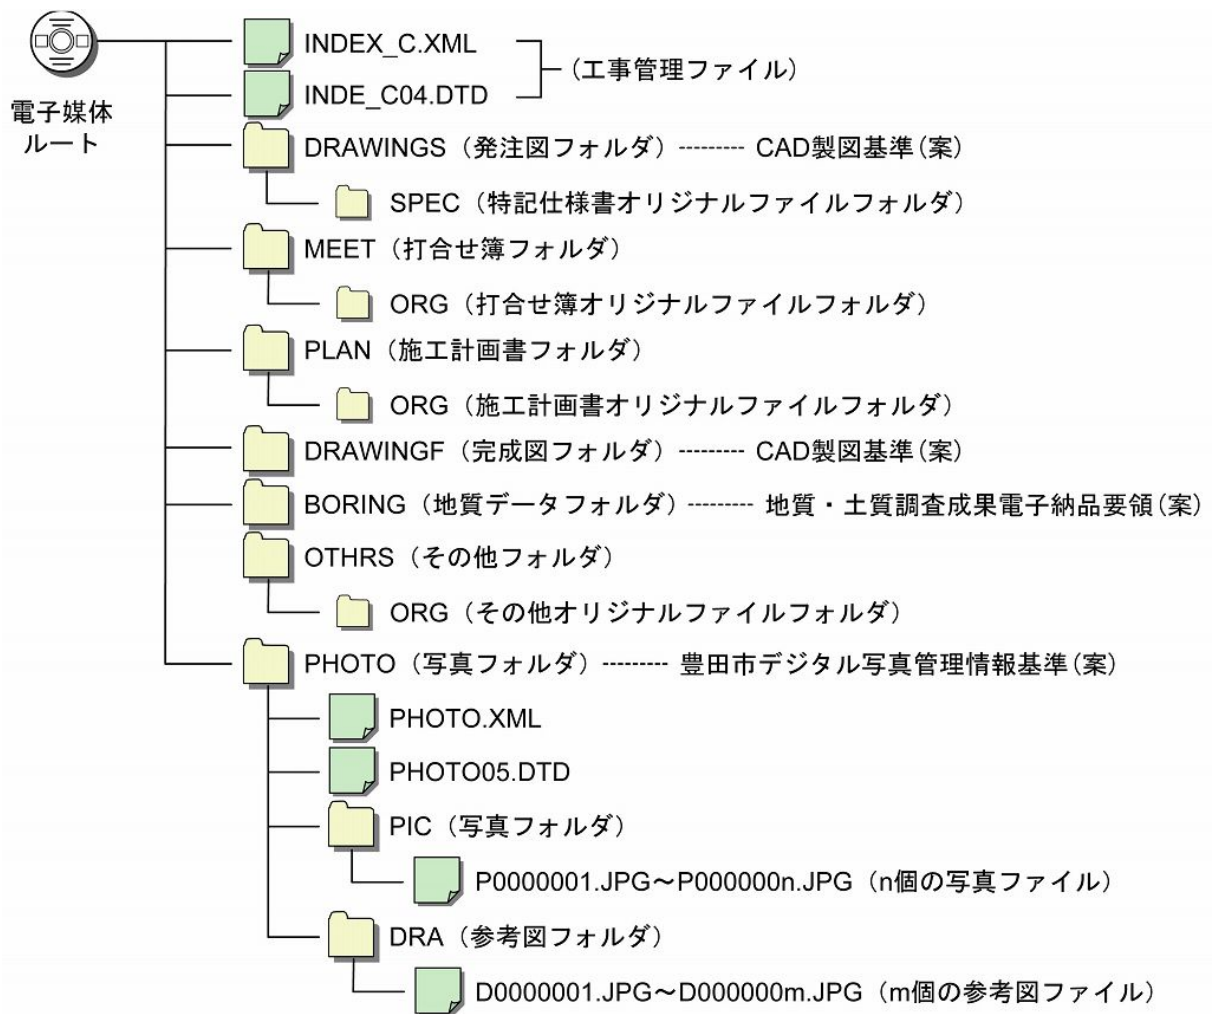 電子媒体
ルート
INDEX_C.XML
INDE_C04.DTD
(工事管理ファイル)
DRAWINGS(発注図フォルダ) --------- CAD製図基準(案)
SPEC(特記仕様書オリジナルファイルフォルダ)
MEET(打合せ簿フォルダ)
ORG(打合せ簿オリジナルファイルフォルダ)
PLAN(施工計画書フォルダ)
ORG(施工計画書オリジナルファイルフォルダ)
DRAWINGF(完成図フォルダ) --------- CAD製図基準(案)
BORING(地質データフォルダ) --------- 地質・土質調査成果電子納品要領(案)
OTHRS(その他フォルダ)
ORG(その他オリジナルファイルフォルダ)
PHOTO(写真フォルダ) --------- 豊田市デジタル写真管理情報基準(案)
PHOTO.XML
PHOTO05.DTD
PIC(写真フォルダ)
P0000001.JPG～P000000n.JPG(n個の写真ファイル)
DRA(参考図フォルダ)
D0000001.JPG～D000000m.JPG(m個の参考図ファイル)